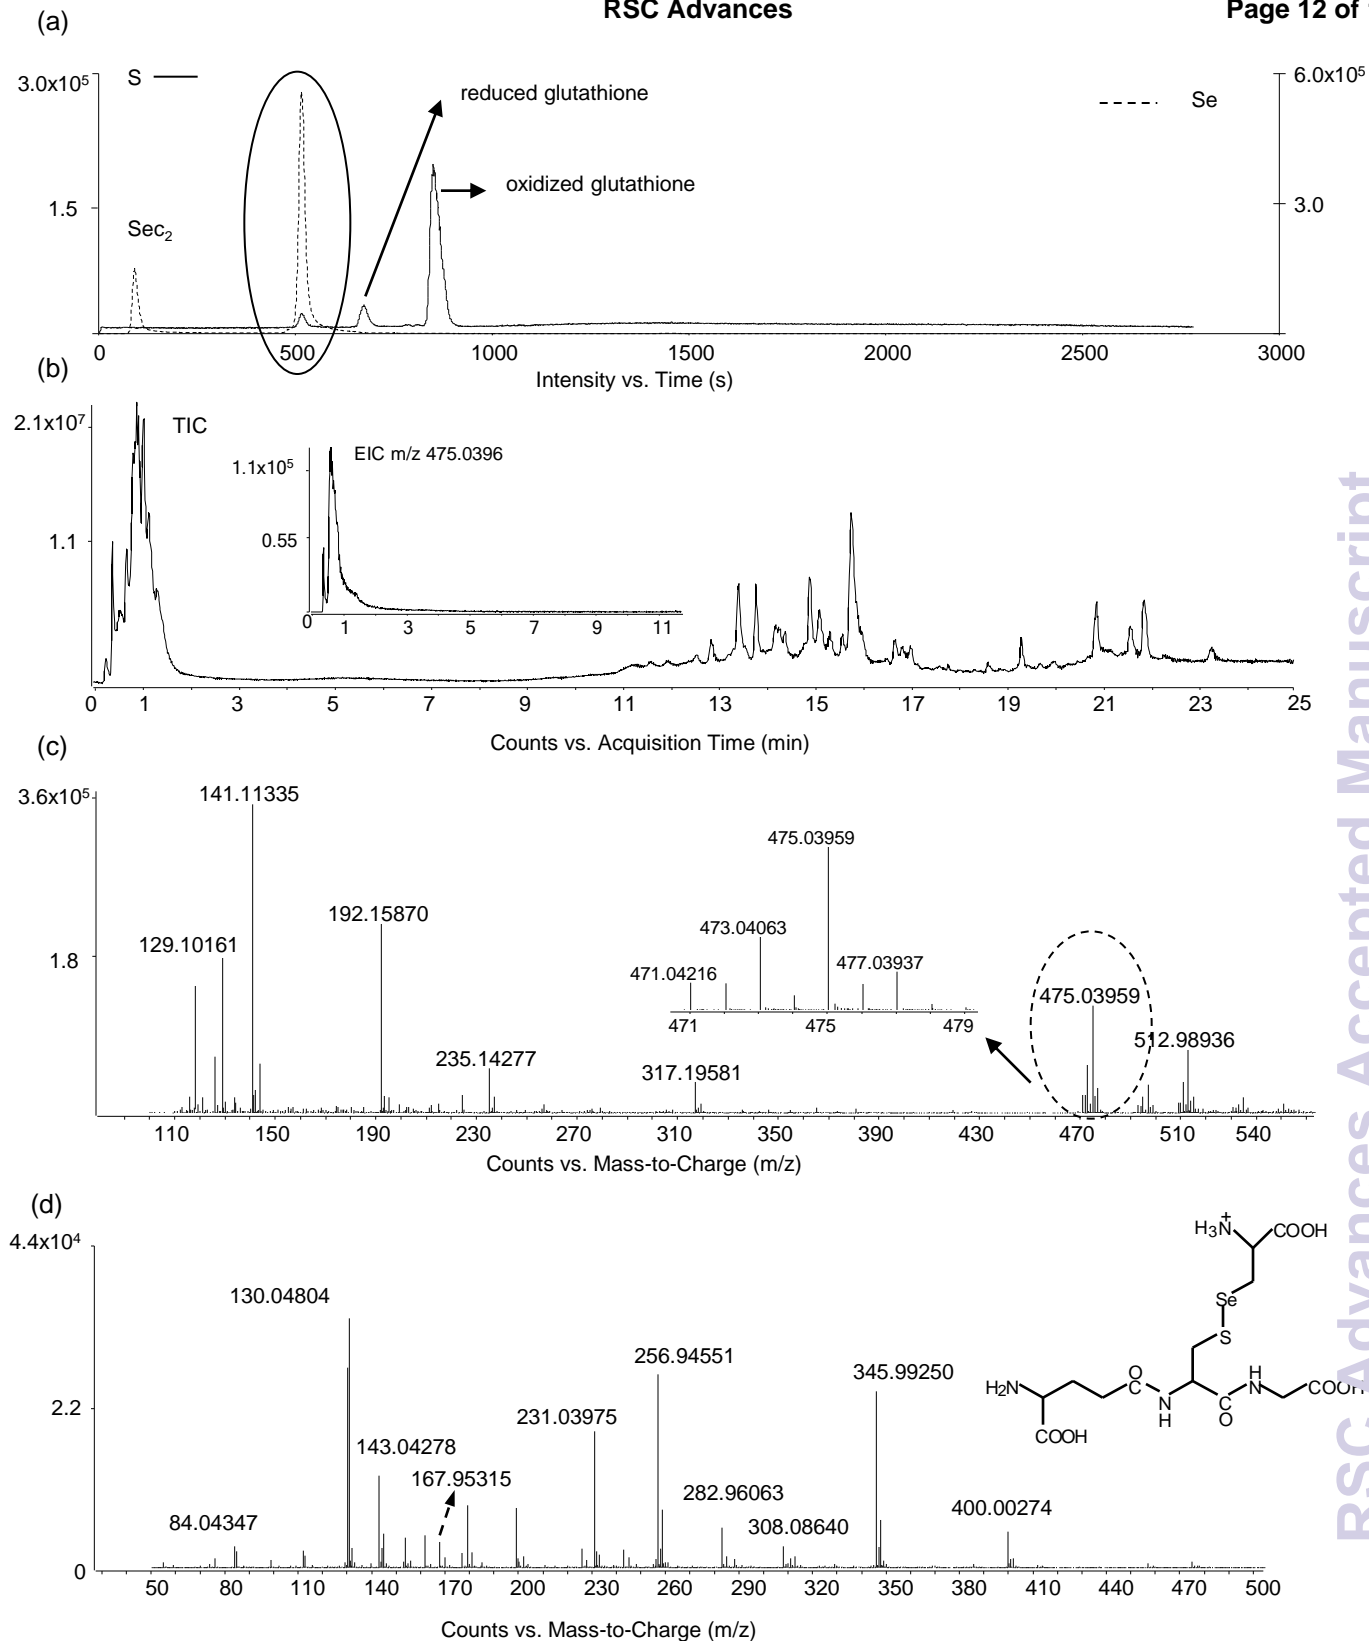 RSC Advances
Page 12 of
(a)
3.0x10⁵
S
reduced glutathione
6.0x10⁵
Se
oxidized glutathione
1.5
3.0
Sec₂
0 500 1000 1500 2000 2500 3000
Intensity vs. Time (s)
(b)
2.1x10⁷
TIC
EIC m/z 475.0396
1.1x10⁵
0.55
1.1
0 1 3 5 7 9 11
0 1 3 5 7 9 11 13 15 17 19 21 23 25
Counts vs. Acquisition Time (min)
(c)
3.6x10⁵
141.11335
475.03959
192.15870
473.04063
129.10161
1.8
477.03937
471.04216
475.03959
471 475 479
512.98936
235.14277
317.19581
110 150 190 230 270 310 350 390 430 470 510 540
Counts vs. Mass-to-Charge (m/z)
(d)
4.4x10⁴
130.04804
256.94551
345.99250
2.2
231.03975
143.04278
167.95315
282.96063
400.00274
84.04347
308.08640
0
50 80 110 140 170 200 230 260 290 320 350 380 410 440 470 500
Counts vs. Mass-to-Charge (m/z)
H₃N⁺
COOH
Se
S
H₂N
O
H
N
COOH
N
H
C
O
COOH
RSC Advances Accepted Manuscript